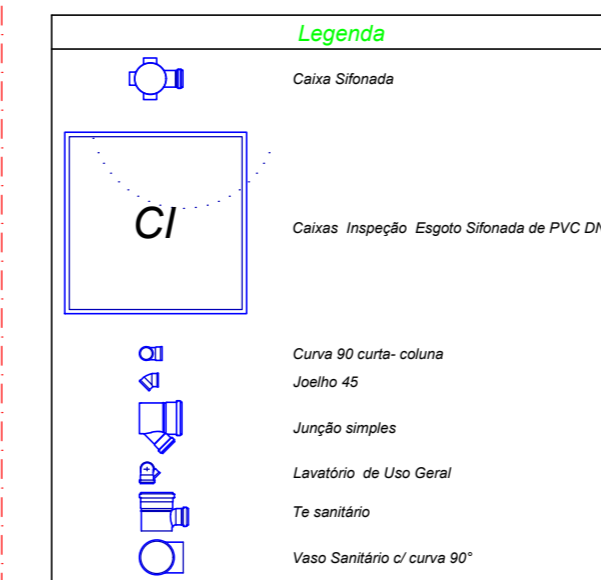 Legenda
Caixa Sifonada
CI
Caixas Inspeção Esgoto Sifonada de PVC DN
Curva 90 curta- coluna
Joelho 45
Junção simples
Lavatório de Uso Geral
Te sanitário
Vaso Sanitário c/ curva 90°